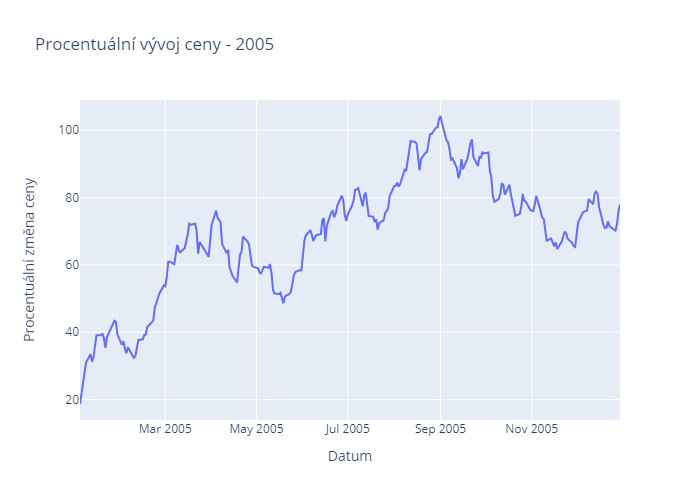 Procentuální vývoj ceny - 2005
Procentuální změna ceny
100
80
60
40
20
Mar 2005
May 2005
Jul 2005
Sep 2005
Nov 2005
Datum